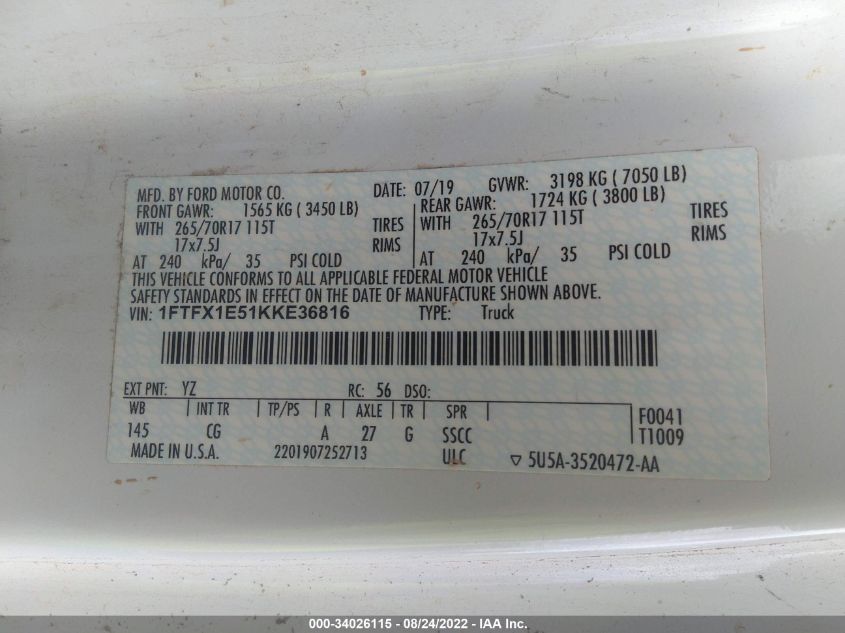 MFD. BY FORD MOTOR CO. DATE: 07/19 GVWR: 3198 KG ( 7050 LB)
FRONT GAWR: 1565 KG ( 3450 LB) REAR GAWR: 1724 KG ( 3800 LB)
WITH 265/70R17 115T TIRES WITH 265/70R17 115T TIRES
17x7.5J RIMS 17x7.5J RIMS
AT 240 kPa/ 35 PSI COLD AT 240 kPa/ 35 PSI COLD
THIS VEHICLE CONFORMS TO ALL APPLICABLE FEDERAL MOTOR VEHICLE
SAFETY STANDARDS IN EFFECT ON THE DATE OF MANUFACTURE SHOWN ABOVE.
VIN: 1FTFX1E51KKE36816 TYPE: Truck
EXT PNT: YZ RC: 56 DSO:
WB INT TR TP/PS R AXLE TR SPR F0041
145 CG A 27 G SSCC T1009
MADE IN U.S.A. 2201907252713 ULC ▽ 5U5A-3520472-AA
000-34026115 - 08/24/2022 - IAA Inc.